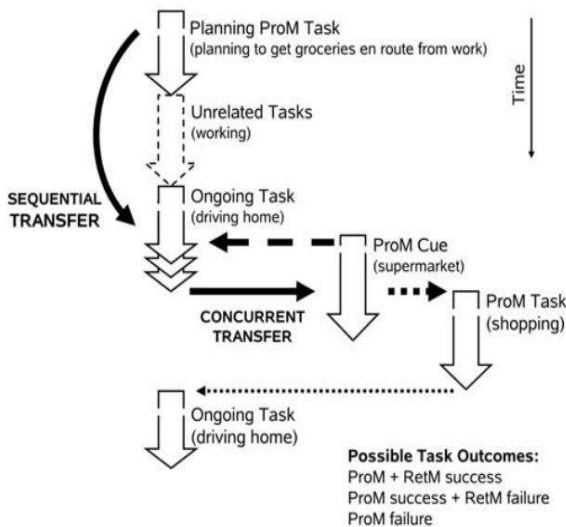 Planning ProM Task
(planning to get groceries en route from work)
Time
Unrelated Tasks
(working)
SEQUENTIAL
TRANSFER
Ongoing Task
(driving home)
ProM Cue
(supermarket)
CONCURRENT
TRANSFER
ProM Task
(shopping)
Ongoing Task
(driving home)
Possible Task Outcomes:
ProM + RetM success
ProM success + RetM failure
ProM failure